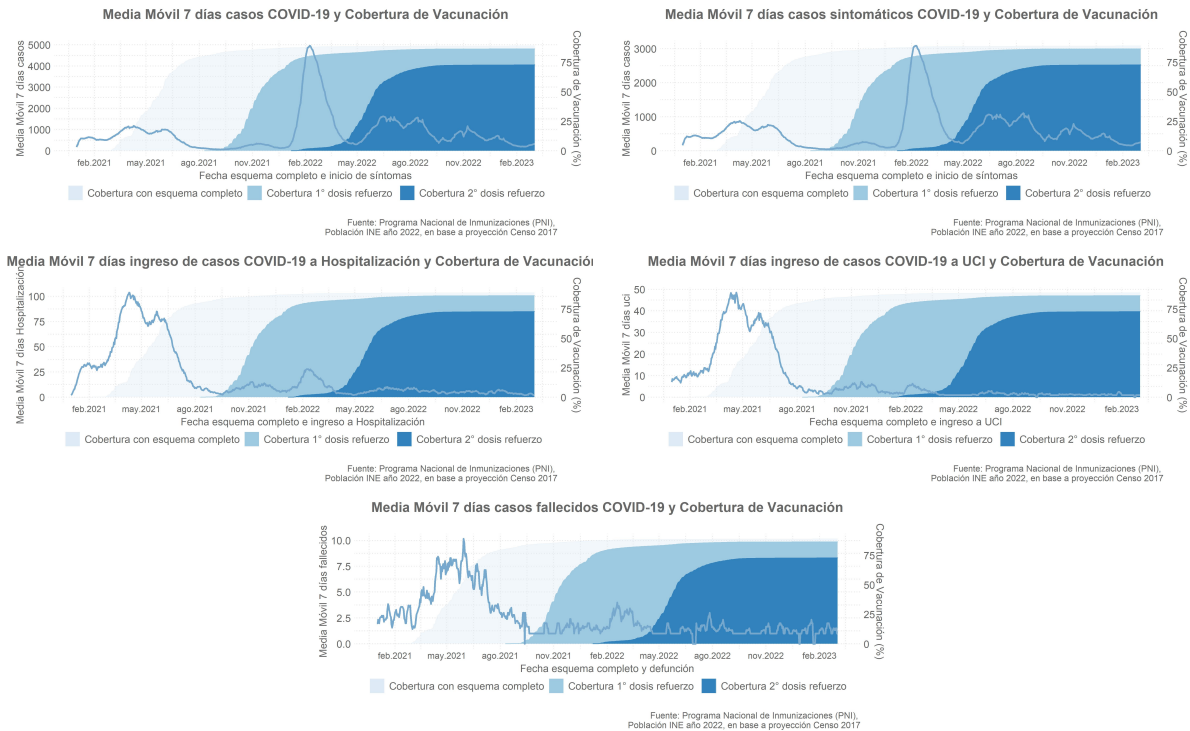 Media Móvil 7 días casos COVID-19 y Cobertura de Vacunación
Media Móvil 7 días casos
5000
4000
3000
2000
1000
0
75
50
25
0
Cobertura de Vacunación (%)
feb.2021 may.2021 ago.2021 nov.2021 feb.2022 may.2022 ago.2022 nov.2022 feb.2023
Fecha esquema completo e inicio de síntomas
Cobertura con esquema completo Cobertura 1° dosis refuerzo Cobertura 2° dosis refuerzo
Fuente: Programa Nacional de Inmunizaciones (PNI),
Población INE año 2022, en base a proyección Censo 2017
Media Móvil 7 días casos sintomáticos COVID-19 y Cobertura de Vacunación
Media Móvil 7 días casos
3000
2000
1000
0
75
50
25
0
Cobertura de Vacunación (%)
feb.2021 may.2021 ago.2021 nov.2021 feb.2022 may.2022 ago.2022 nov.2022 feb.2023
Fecha esquema completo e inicio de síntomas
Cobertura con esquema completo Cobertura 1° dosis refuerzo Cobertura 2° dosis refuerzo
Fuente: Programa Nacional de Inmunizaciones (PNI),
Población INE año 2022, en base a proyección Censo 2017
Media Móvil 7 días ingreso de casos COVID-19 a Hospitalización y Cobertura de Vacunación
Media Móvil 7 días Hospitalización
100
75
50
25
0
75
50
25
0
Cobertura de Vacunación (%)
feb.2021 may.2021 ago.2021 nov.2021 feb.2022 may.2022 ago.2022 nov.2022 feb.2023
Fecha esquema completo e ingreso a Hospitalización
Cobertura con esquema completo Cobertura 1° dosis refuerzo Cobertura 2° dosis refuerzo
Fuente: Programa Nacional de Inmunizaciones (PNI),
Población INE año 2022, en base a proyección Censo 2017
Media Móvil 7 días ingreso de casos COVID-19 a UCI y Cobertura de Vacunación
Media Móvil 7 días uci
50
40
30
20
10
0
75
50
25
0
Cobertura de Vacunación (%)
feb.2021 may.2021 ago.2021 nov.2021 feb.2022 may.2022 ago.2022 nov.2022 feb.2023
Fecha esquema completo e ingreso a UCI
Cobertura con esquema completo Cobertura 1° dosis refuerzo Cobertura 2° dosis refuerzo
Fuente: Programa Nacional de Inmunizaciones (PNI),
Población INE año 2022, en base a proyección Censo 2017
Media Móvil 7 días casos fallecidos COVID-19 y Cobertura de Vacunación
Media Móvil 7 días fallecidos
10.0
7.5
5.0
2.5
0.0
75
50
25
0
Cobertura de Vacunación (%)
feb.2021 may.2021 ago.2021 nov.2021 feb.2022 may.2022 ago.2022 nov.2022 feb.2023
Fecha esquema completo y defunción
Cobertura con esquema completo Cobertura 1° dosis refuerzo Cobertura 2° dosis refuerzo
Fuente: Programa Nacional de Inmunizaciones (PNI),
Población INE año 2022, en base a proyección Censo 2017